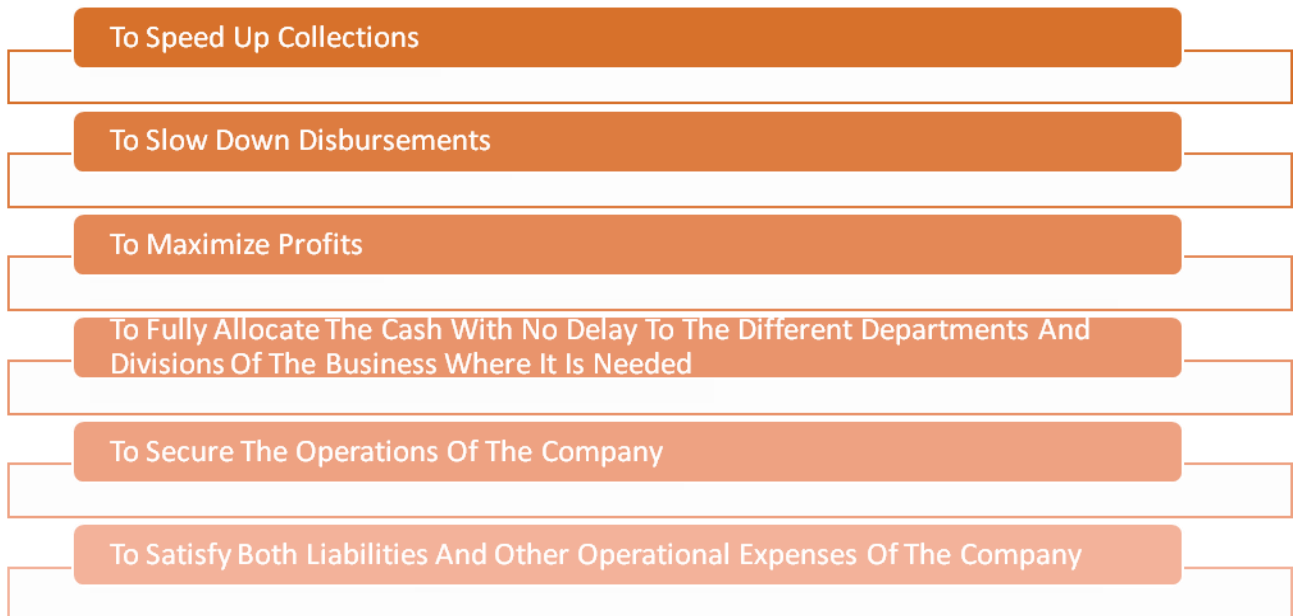 To Speed Up Collections
To Slow Down Disbursements
To Maximize Profits
To Fully Allocate The Cash With No Delay To The Different Departments And
Divisions Of The Business Where It Is Needed
To Secure The Operations Of The Company
To Satisfy Both Liabilities And Other Operational Expenses Of The Company